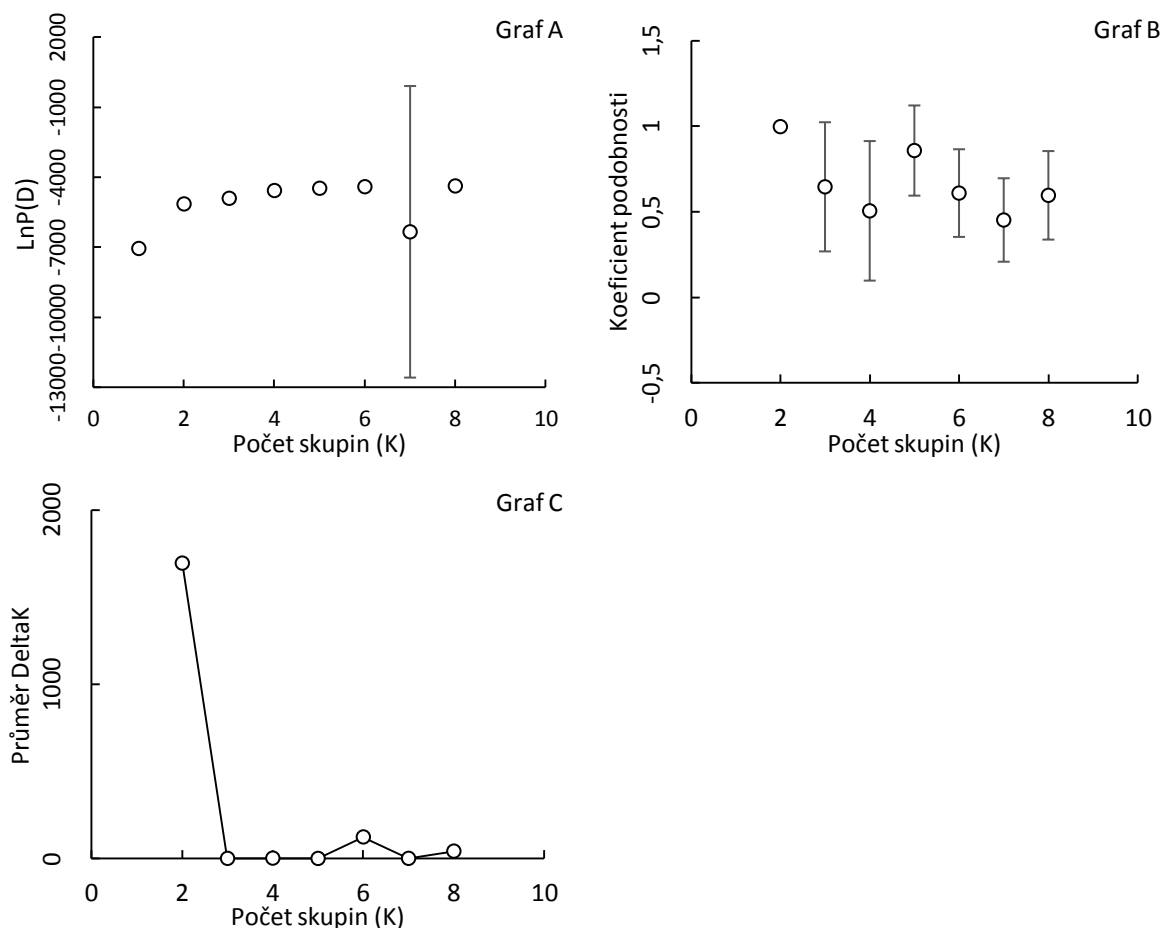 Graf A
2000
-1000
-4000
-7000
-10000
-13000
LnP(D)
0 2 4 6 8 10
Počet skupin (K)
Graf B
1,5
1
0,5
0
-0,5
Koeficient podobnosti
0 2 4 6 8 10
Počet skupin (K)
Graf C
2000
1000
0
Průměr DeltaK
0 2 4 6 8 10
Počet skupin (K)